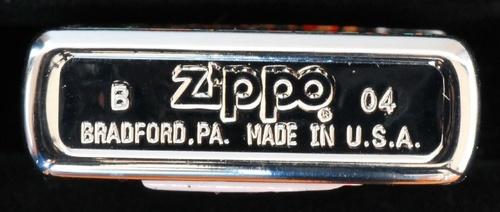 B Zippo® 04
BRADFORD, PA. MADE IN U.S.A.